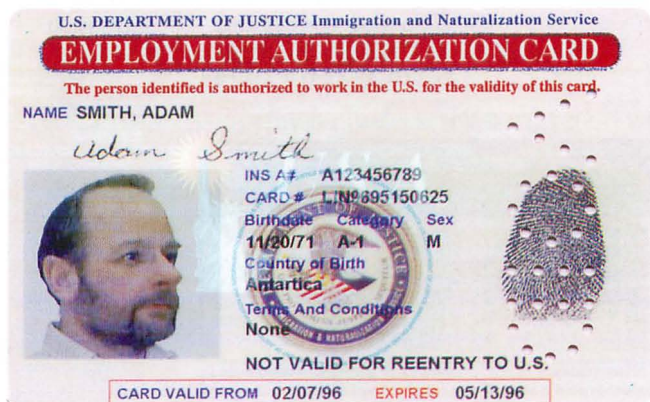 U.S. DEPARTMENT OF JUSTICE Immigration and Naturalization Service
EMPLOYMENT AUTHORIZATION CARD
The person identified is authorized to work in the U.S. for the validity of this card.
NAME SMITH, ADAM
Adam Smith
INS A# A123456789
CARD # LIN9695150625
Birthdate Category Sex
11/20/71 A-1 M
Country of Birth
Antartica
Terms And Conditions
None
NOT VALID FOR REENTRY TO U.S.
CARD VALID FROM 02/07/96 EXPIRES 05/13/96